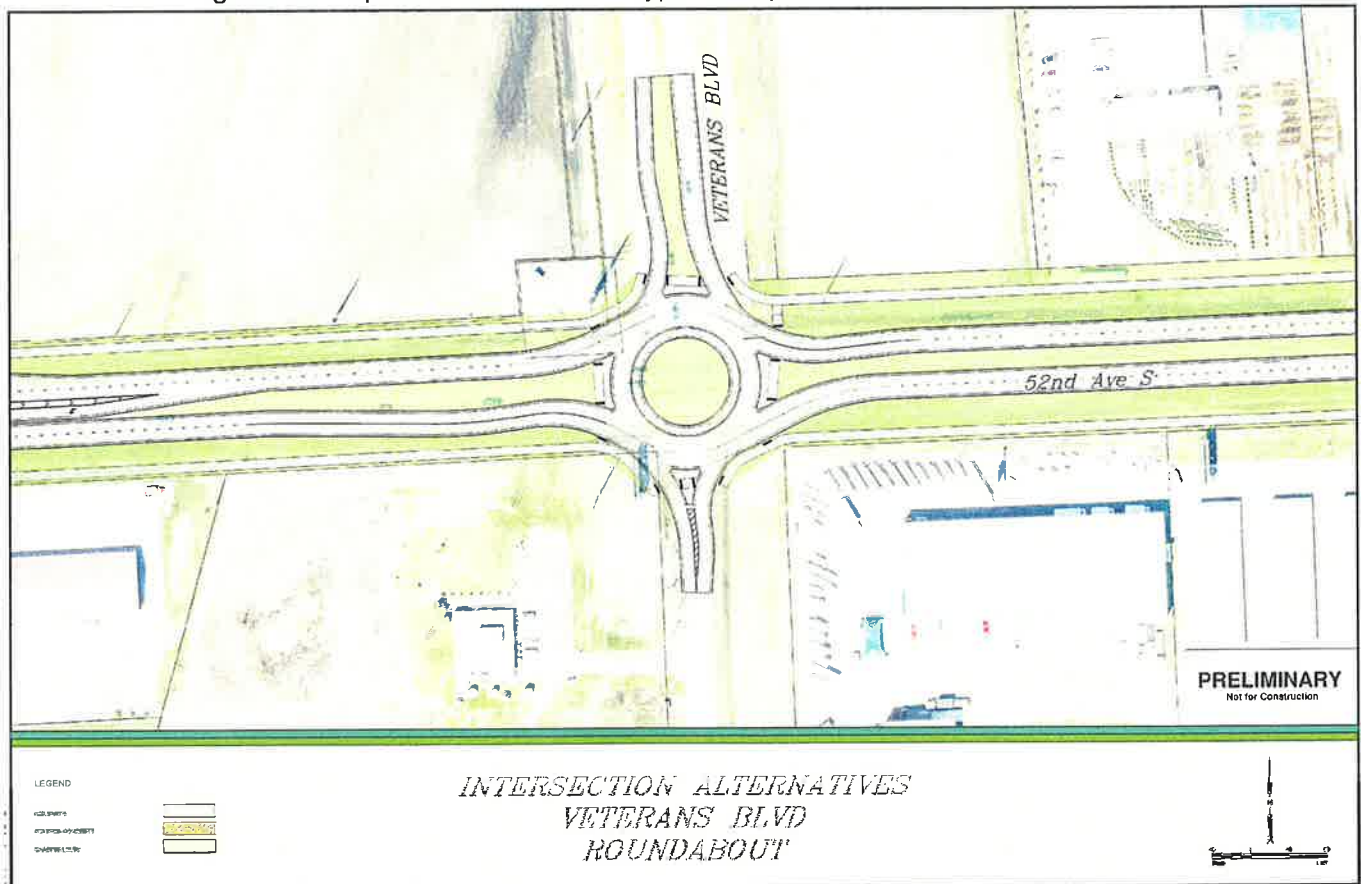 VETERANS BLVD
52nd Ave S
PRELIMINARY
Not for Construction
LEGEND
INTERSECTION ALTERNATIVES
VETERANS BLVD
ROUNDABOUT